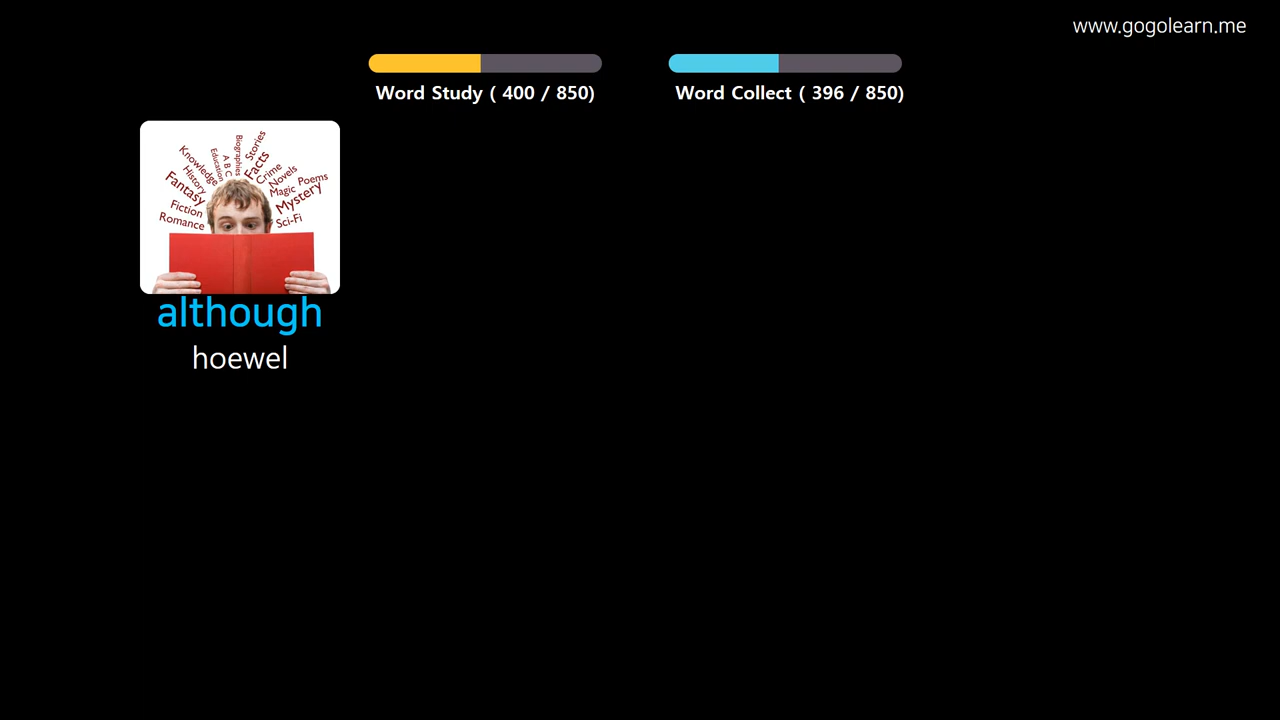 www.gogolearn.me
Word Study ( 400 / 850)
Word Collect ( 396 / 850)
Biographies
Stories
A B C
Education
Facts
Knowledge
Crime
History
Novels
Magic
Poems
Fantasy
Mystery
Fiction
Romance
Sci-Fi
although
hoewel